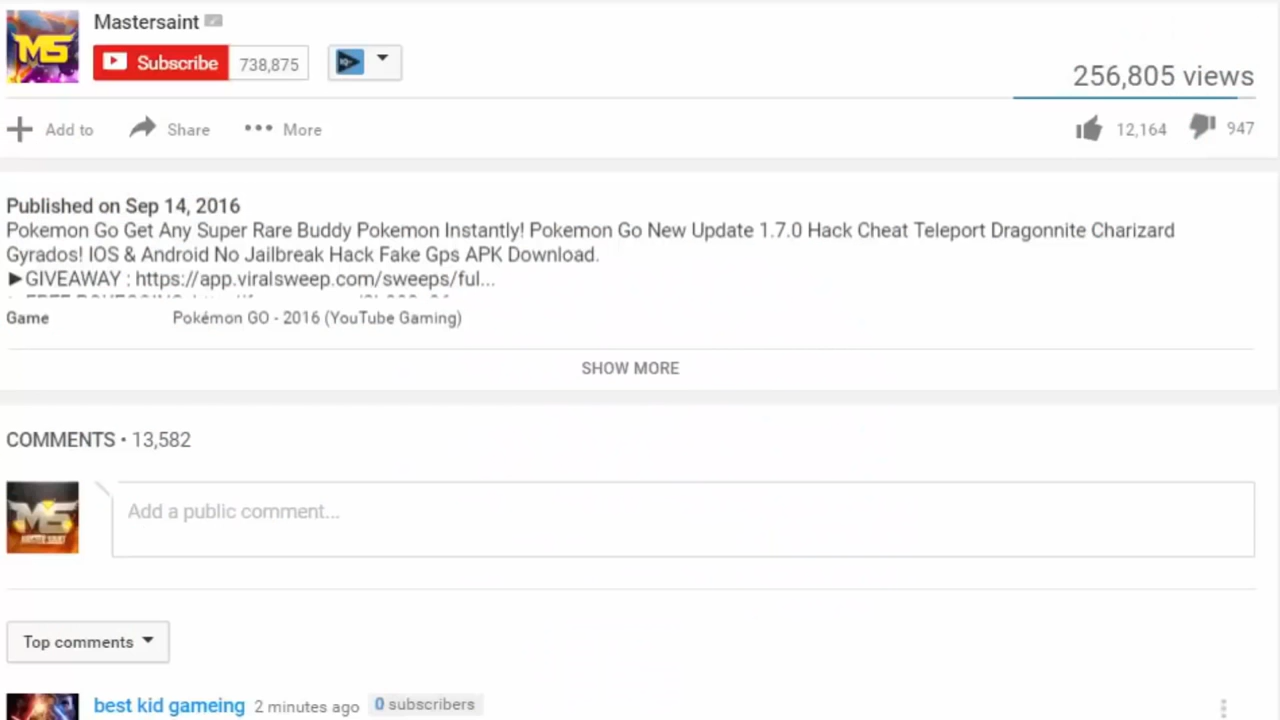 MS
Mastersaint
Subscribe 738,875
256,805 views
Add to Share More
12,164 947
Published on Sep 14, 2016
Pokemon Go Get Any Super Rare Buddy Pokemon Instantly! Pokemon Go New Update 1.7.0 Hack Cheat Teleport Dragonnite Charizard
Gyrados! IOS & Android No Jailbreak Hack Fake Gps APK Download.
►GIVEAWAY : https://app.viralsweep.com/sweeps/ful...
Game Pokémon GO - 2016 (YouTube Gaming)
SHOW MORE
COMMENTS • 13,582
MS
Add a public comment...
Top comments
best kid gameing 2 minutes ago 0 subscribers